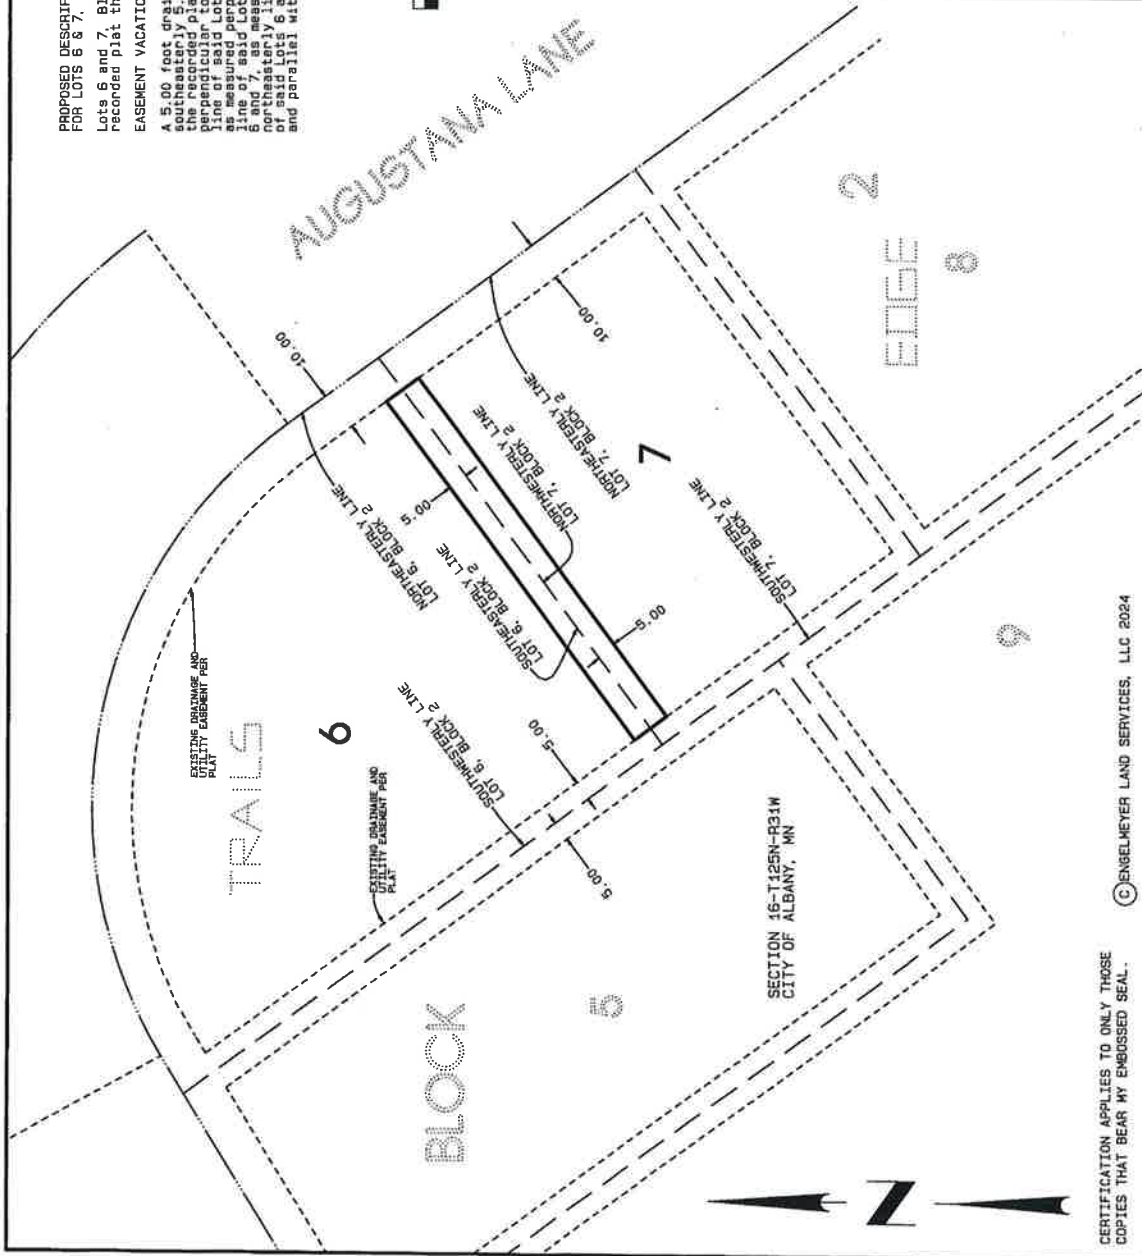 PROPOSED DESCRIP
FOR LOTS 6 & 7,
Lots 6 and 7, Bl
recorded plat th
EASEMENT VACATIO
A 5.00 foot drai
southeasterly 5.
the recorded pla
perpendicular to
line of said Lot
as measured perp
line of said Lot
6 and 7, as meas
northeasterly li
of said Lots 6 a
and parallel wit
AUGUSTANA LANE
10.00
10.00
EXISTING DRAINAGE AND
UTILITY EASEMENT PER
PLAT
TRAILS
6
NORTHEASTERLY LINE
LOT 6, BLOCK 2
5.00
SOUTHEASTERLY LINE
LOT 6, BLOCK 2
NORTHWESTERLY LINE
LOT 7, BLOCK 2
NORTHEASTERLY LINE
LOT 7, BLOCK 2
7
2
EDGE
8
SOUTHWESTERLY LINE
LOT 6, BLOCK 2
SOUTHWESTERLY LINE
LOT 7, BLOCK 2
5.00
5.00
5.00
EXISTING DRAINAGE AND
UTILITY EASEMENT PER
PLAT
BLOCK
5
9
SECTION 16-T125N-R31W
CITY OF ALBANY, MN
N
CERTIFICATION APPLIES TO ONLY THOSE
COPIES THAT BEAR MY EMBOSSED SEAL.
©ENGELMEYER LAND SERVICES, LLC 2024